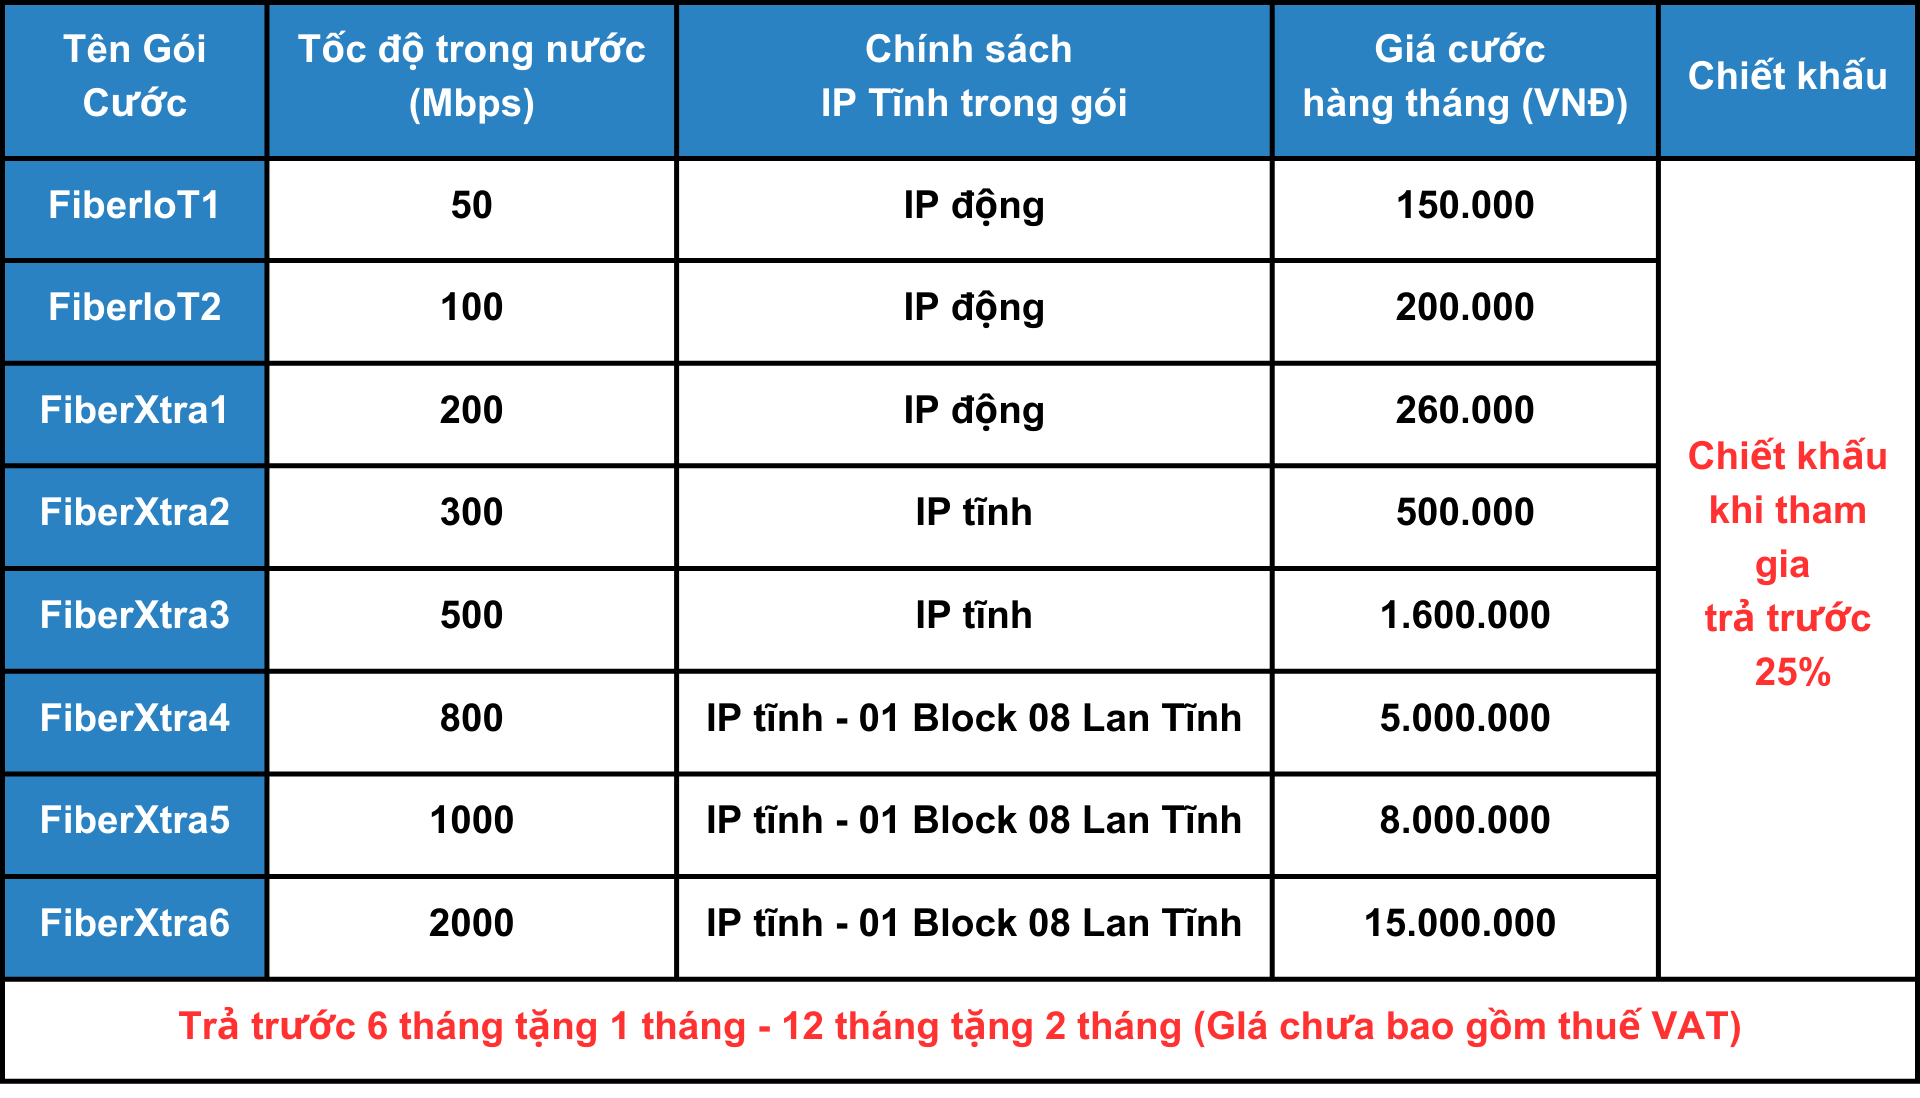 Tên Gói
Cước
Tốc độ trong nước
(Mbps)
Chính sách
IP Tĩnh trong gói
Giá cước
hàng tháng (VNĐ)
Chiết khấu
FiberIoT1
50
IP động
150.000
FiberIoT2
100
IP động
200.000
FiberXtra1
200
IP động
260.000
FiberXtra2
300
IP tĩnh
500.000
FiberXtra3
500
IP tĩnh
1.600.000
FiberXtra4
800
IP tĩnh - 01 Block 08 Lan Tĩnh
5.000.000
FiberXtra5
1000
IP tĩnh - 01 Block 08 Lan Tĩnh
8.000.000
FiberXtra6
2000
IP tĩnh - 01 Block 08 Lan Tĩnh
15.000.000
Chiết khấu
khi tham
gia
trả trước
25%
Trả trước 6 tháng tặng 1 tháng - 12 tháng tặng 2 tháng (GIá chưa bao gồm thuế VAT)